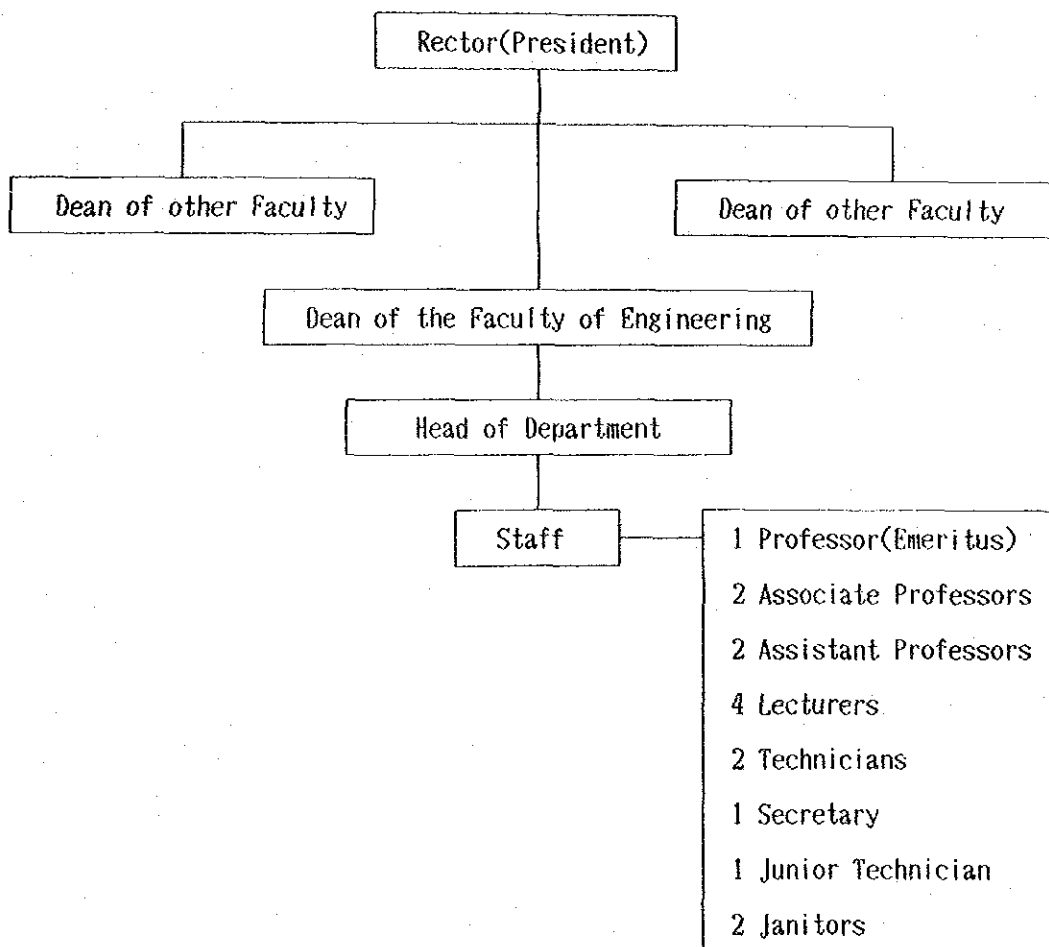 Rector(President)
Dean of other Faculty
Dean of other Faculty
Dean of the Faculty of Engineering
Head of Department
Staff
1 Professor(Emeritus)
2 Associate Professors
2 Assistant Professors
4 Lecturers
2 Technicians
1 Secretary
1 Junior Technician
2 Janitors